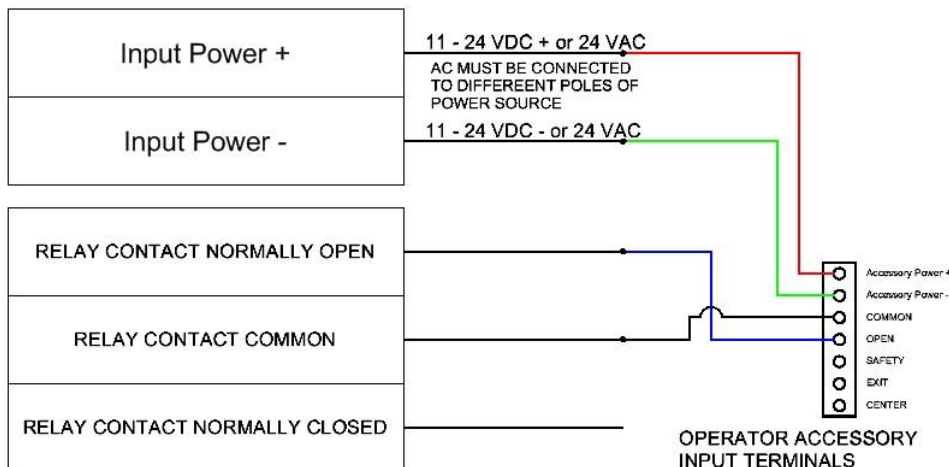 Input Power +
11 - 24 VDC + or 24 VAC
AC MUST BE CONNECTED
TO DIFFEREENT POLES OF
POWER SOURCE
Input Power -
11 - 24 VDC - or 24 VAC
RELAY CONTACT NORMALLY OPEN
RELAY CONTACT COMMON
RELAY CONTACT NORMALLY CLOSED
Accessory Power +
Accessory Power -
COMMON
OPEN
SAFETY
EXIT
CENTER
OPERATOR ACCESSORY
INPUT TERMINALS